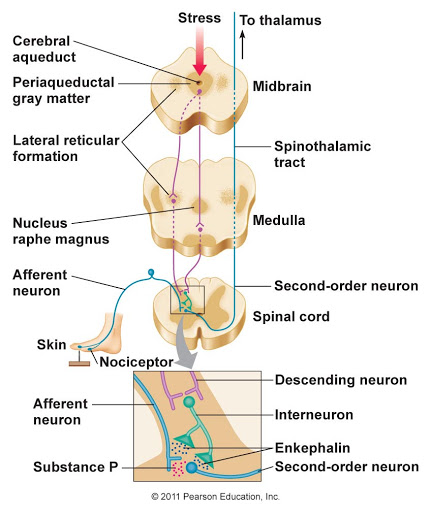 Stress
To thalamus
Cerebral
aqueduct
Periaqueductal
gray matter
Midbrain
Lateral reticular
formation
Spinothalamic
tract
Nucleus
raphe magnus
Medulla
Afferent
neuron
Second-order neuron
Spinal cord
Skin
Nociceptor
Descending neuron
Afferent
neuron
Interneuron
Enkephalin
Substance P
Second-order neuron
© 2011 Pearson Education, Inc.